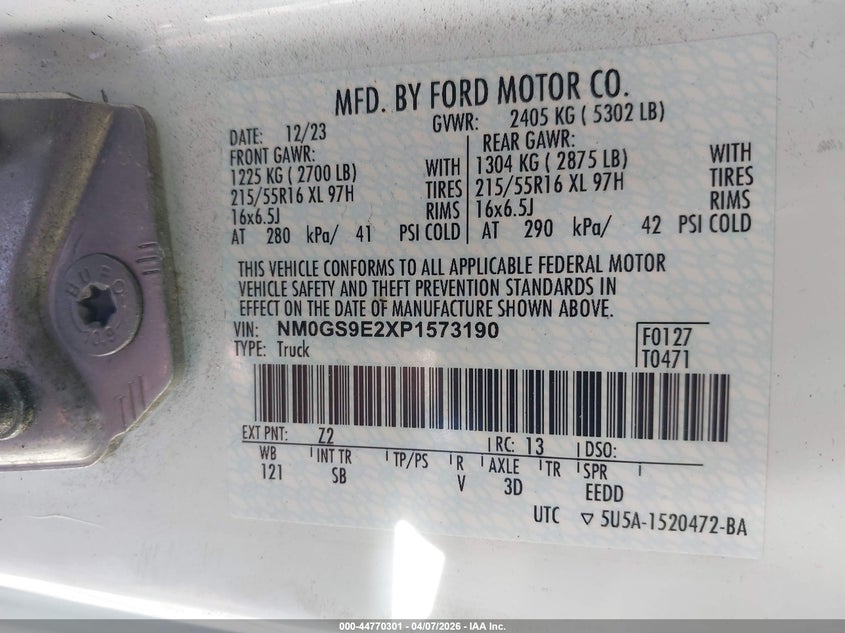 MFD. BY FORD MOTOR CO.
DATE: 12/23 GVWR: 2405 KG ( 5302 LB)
FRONT GAWR: REAR GAWR:
1225 KG ( 2700 LB) WITH 1304 KG ( 2875 LB) WITH
215/55R16 XL 97H TIRES 215/55R16 XL 97H TIRES
16x6.5J RIMS 16x6.5J RIMS
AT 280 kPa/ 41 PSI COLD AT 290 kPa/ 42 PSI COLD
THIS VEHICLE CONFORMS TO ALL APPLICABLE FEDERAL MOTOR
VEHICLE SAFETY AND THEFT PREVENTION STANDARDS IN
EFFECT ON THE DATE OF MANUFACTURE SHOWN ABOVE.
VIN: NM0GS9E2XP1573190 F0127
TYPE: Truck T0471
EXT PNT: Z2 RC: 13 DSO:
WB INT TR TP/PS R AXLE TR SPR
121 SB V 3D EEDD
UTC ▽ 5U5A-1520472-BA
000-44770301 - 04/07/2026 - IAA Inc.